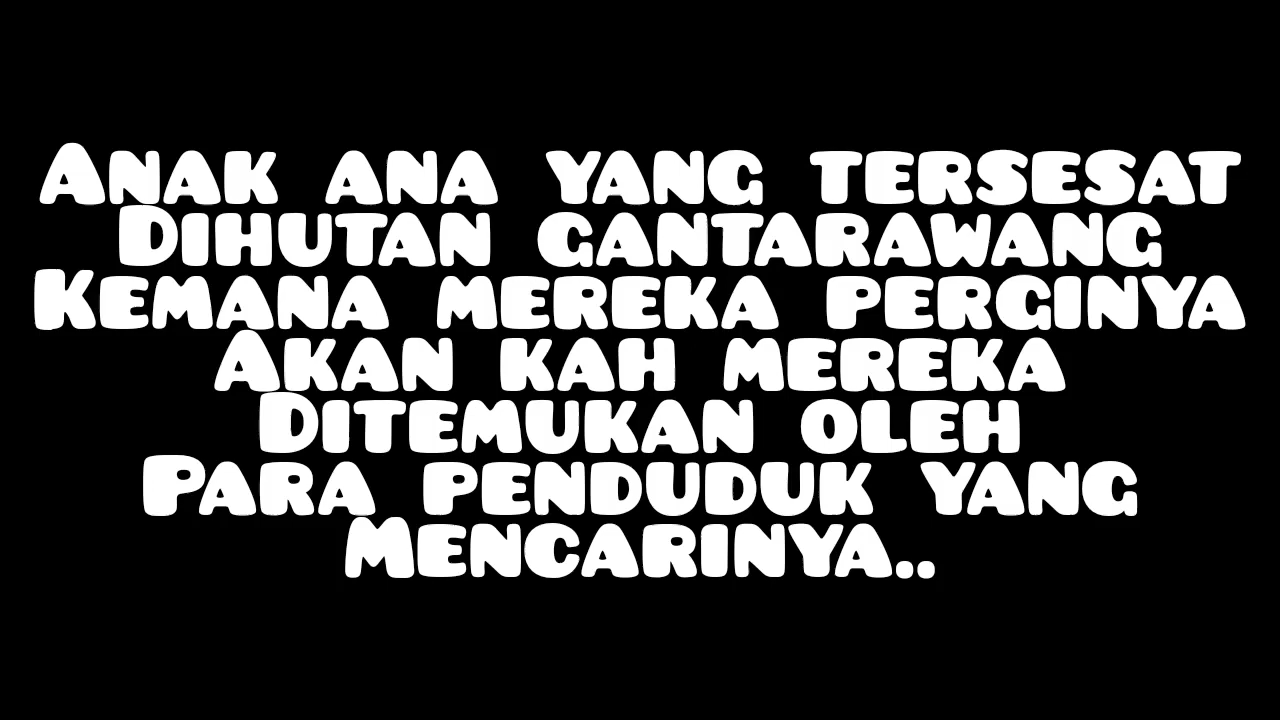 Anak ana yang tersesat
Dihutan gantarawang
Kemana mereka perginya
Akan kah mereka
Ditemukan oleh
Para penduduk yang
Mencarinya..